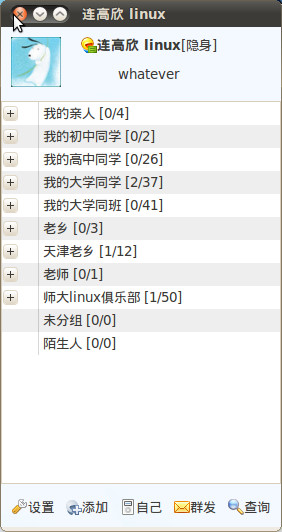 连高欣 linux
连高欣 linux[隐身]
whatever
我的亲人 [0/4]
我的初中同学 [0/2]
我的高中同学 [0/26]
我的大学同学 [2/37]
我的大学同班 [0/41]
老乡 [0/3]
天津老乡 [1/12]
老师 [0/1]
师大linux俱乐部 [1/50]
未分组 [0/0]
陌生人 [0/0]
设置 添加 自己 群发 查询